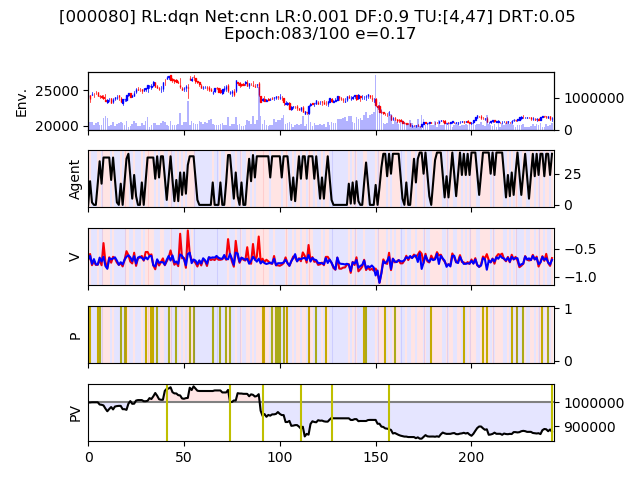 [000080] RL:dqn Net:cnn LR:0.001 DF:0.9 TU:[4,47] DRT:0.05
Epoch:083/100 e=0.17
Env.
25000
20000
1000000
0
Agent
25
0
V
−0.5
−1.0
P
1
0
PV
1000000
900000
0
50
100
150
200